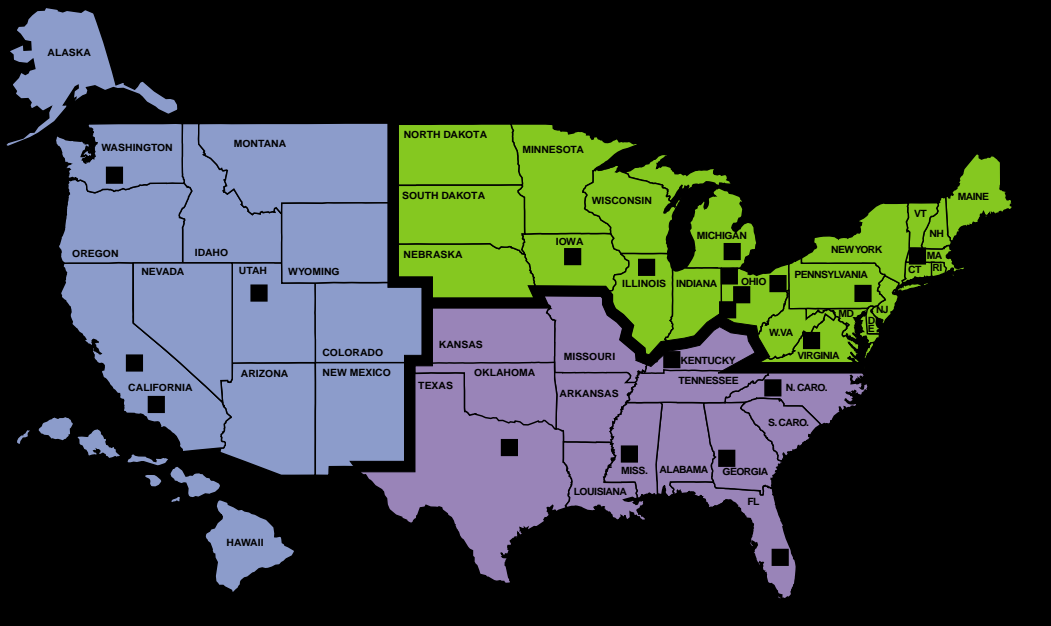 ALASKA
WASHINGTON
MONTANA
OREGON
IDAHO
NEVADA
UTAH
WYOMING
COLORADO
CALIFORNIA
ARIZONA
NEW MEXICO
HAWAII
NORTH DAKOTA
MINNESOTA
SOUTH DAKOTA
WISCONSIN
NEBRASKA
IOWA
ILLINOIS
INDIANA
MICHIGAN
OHIO
PENNSYLVANIA
NEWYORK
VT
NH
MAINE
MA
CT
RI
NJ
MD
D
E
W.VA
VIRGINIA
KANSAS
MISSOURI
KENTUCKY
TEXAS
OKLAHOMA
ARKANSAS
TENNESSEE
N. CARO.
S. CARO.
MISS.
ALABAMA
GEORGIA
LOUISIANA
FL